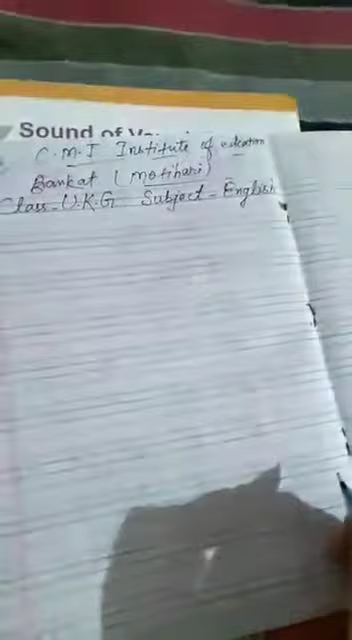 Sound of
C.M.J Institute of education
Bankat (Motihari)
Class-U.K.G Subject-English